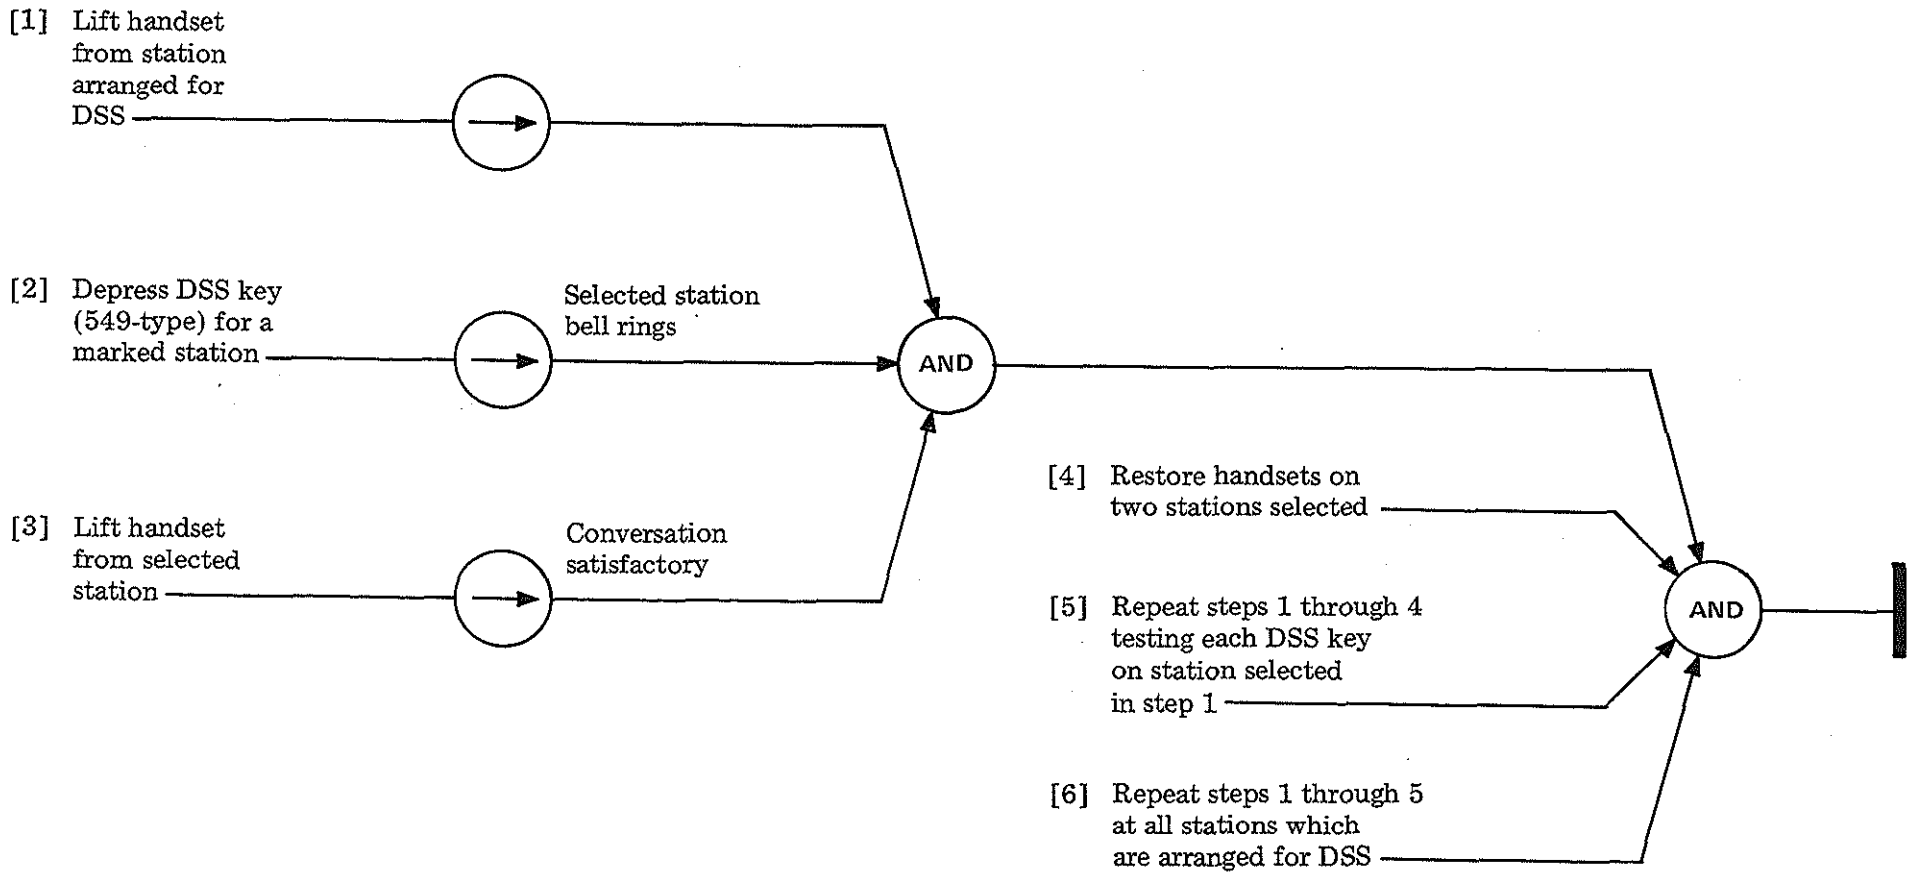 [1] Lift handset
from station
arranged for
DSS
[2] Depress DSS key
(549-type) for a
marked station
Selected station
bell rings
AND
[3] Lift handset
from selected
station
Conversation
satisfactory
[4] Restore handsets on
two stations selected
[5] Repeat steps 1 through 4
testing each DSS key
on station selected
in step 1
AND
[6] Repeat steps 1 through 5
at all stations which
are arranged for DSS